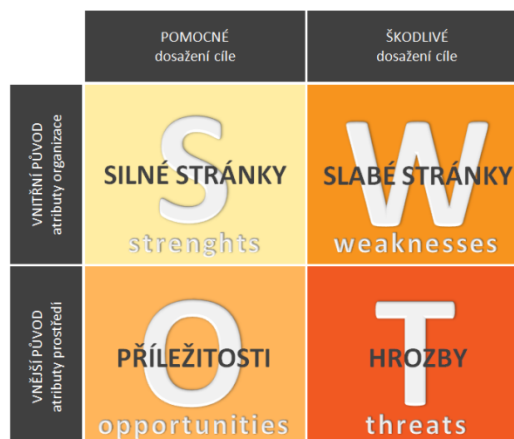 POMOCNÉ
dosažení cíle
ŠKODLIVÉ
dosažení cíle
VNITŘNÍ PŮVOD
atributy organizace
S
SILNÉ STRÁNKY
strenghts
W
SLABÉ STRÁNKY
weaknesses
VNĚJŠÍ PŮVOD
atributy prostředí
O
PŘÍLEŽITOSTI
opportunities
T
HROZBY
threats